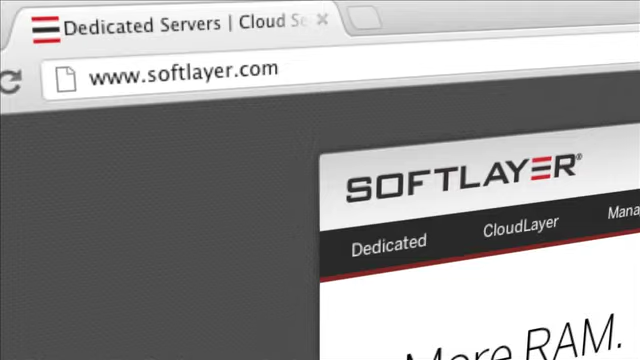 Dedicated Servers | Cloud Se
www.softlayer.com
SOFTLAYER®
Dedicated CloudLayer Mana
More RAM.